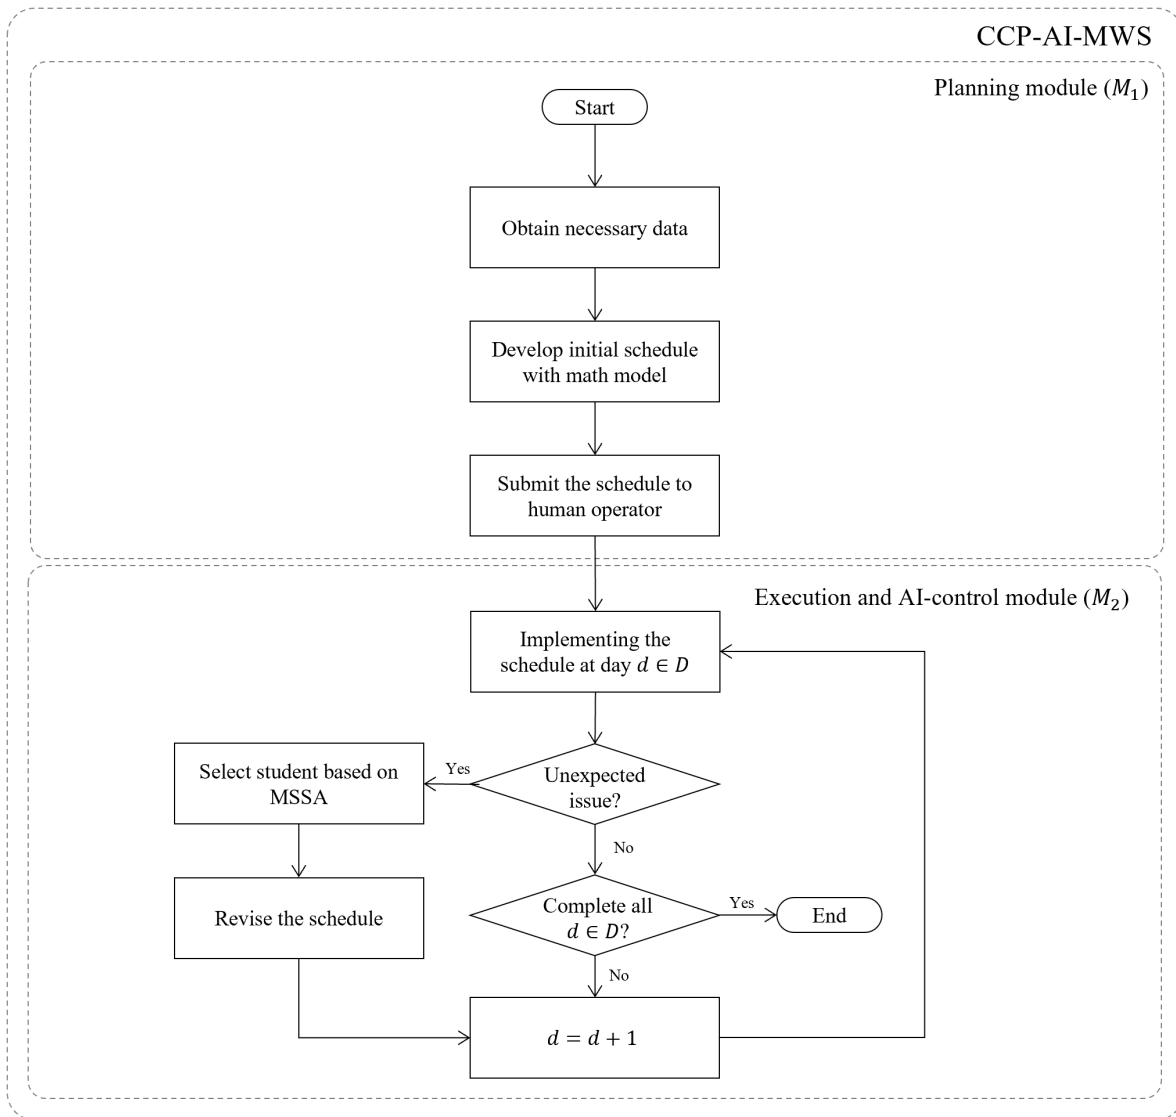 CCP-AI-MWS
Planning module (𝑀₁)
Start
Obtain necessary data
Develop initial schedule
with math model
Submit the schedule to
human operator
Execution and AI-control module (𝑀₂)
Implementing the
schedule at day 𝑑 ∈ 𝐷
Select student based on
MSSA
Yes
Unexpected
issue?
No
Revise the schedule
Complete all
𝑑 ∈ 𝐷?
Yes
End
No
𝑑 = 𝑑 + 1